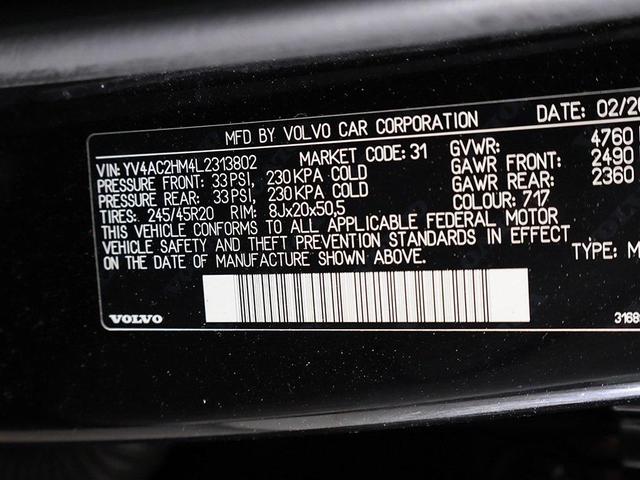 MFD BY VOLVO CAR CORPORATION DATE: 02/20
VIN: YV4AC2HM4L2313802 MARKET CODE: 31 GVWR: 4760
PRESSURE FRONT: 33 PSI, 230 KPA COLD GAWR FRONT: 2490
PRESSURE REAR: 33 PSI, 230 KPA COLD GAWR REAR: 2360
TIRES: 245/45R20 RIM: 8Jx20x50,5 COLOUR: 717
THIS VEHICLE CONFORMS TO ALL APPLICABLE FEDERAL MOTOR
VEHICLE SAFETY AND THEFT PREVENTION STANDARDS IN EFFECT
ON THE DATE OF MANUFACTURE SHOWN ABOVE. TYPE: M
VOLVO 3168